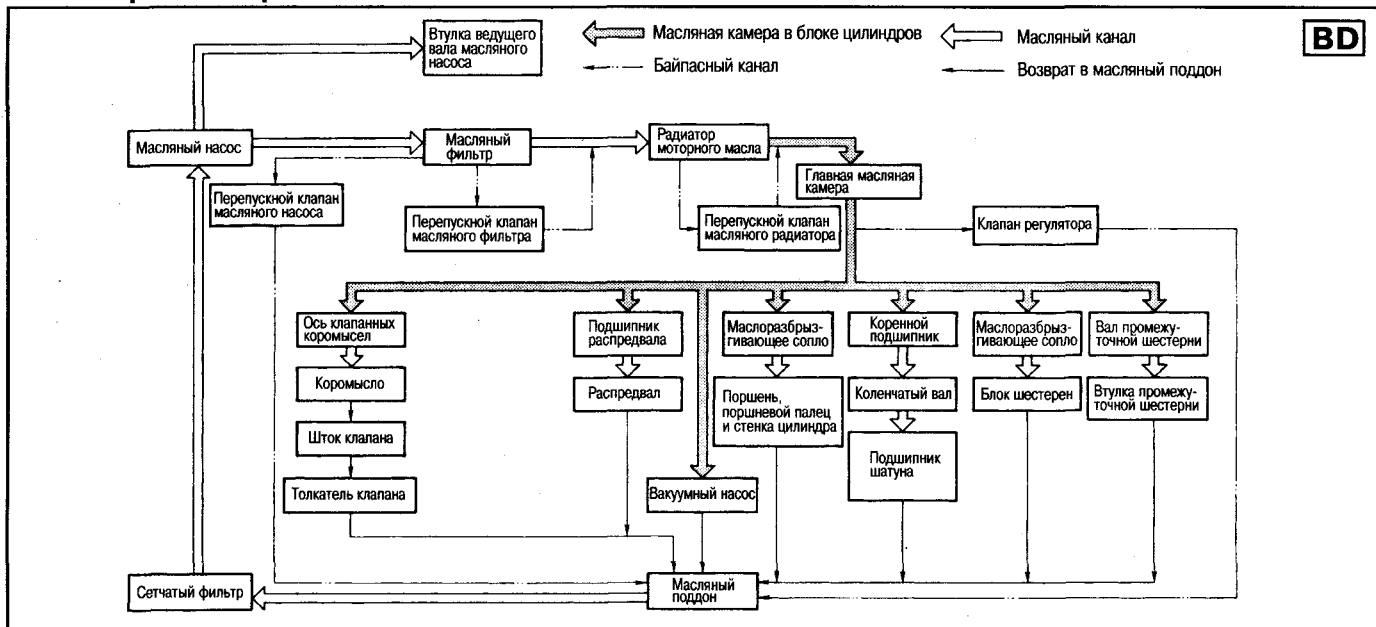 Втулка ведущего
вала масляного
насоса
Масляная камера в блоке цилиндров
Масляный канал
BD
Байпасный канал
Возврат в масляный поддон
Масляный насос
Масляный
фильтр
Радиатор
моторного масла
Главная масляная
камера
Перепускной клапан
масляного насоса
Перепускной клапан
масляного фильтра
Перепускной клапан
масляного радиатора
Клапан регулятора
Ось клапанных
коромысел
Подшипник
распредвала
Маслоразбрыз-
гивающее сопло
Коренной
подшипник
Маслоразбрыз-
гивающее сопло
Вал промежу-
точной шестерни
Коромысло
Распредвал
Поршень,
поршневой палец
и стенка цилиндра
Коленчатый вал
Блок шестерен
Втулка промежу-
точной шестерни
Шток клапана
Подшипник
шатуна
Толкатель клапана
Вакуумный насос
Сетчатый фильтр
Масляный
поддон